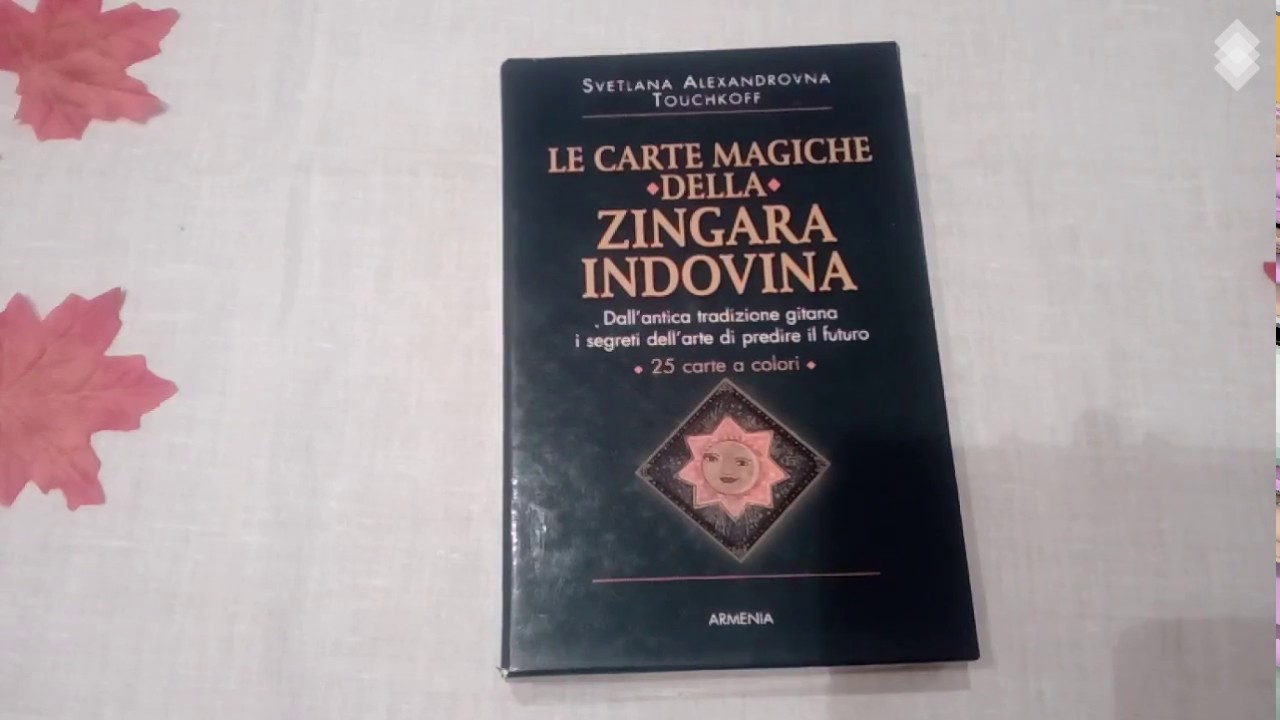 SVETLANA ALEXANDROVNA
TOUCHKOFF
LE CARTE MAGICHE
DELLA
ZINGARA
INDOVINA
Dall'antica tradizione gitana
i segreti dell'arte di predire il futuro
25 carte a colori
ARMENIA